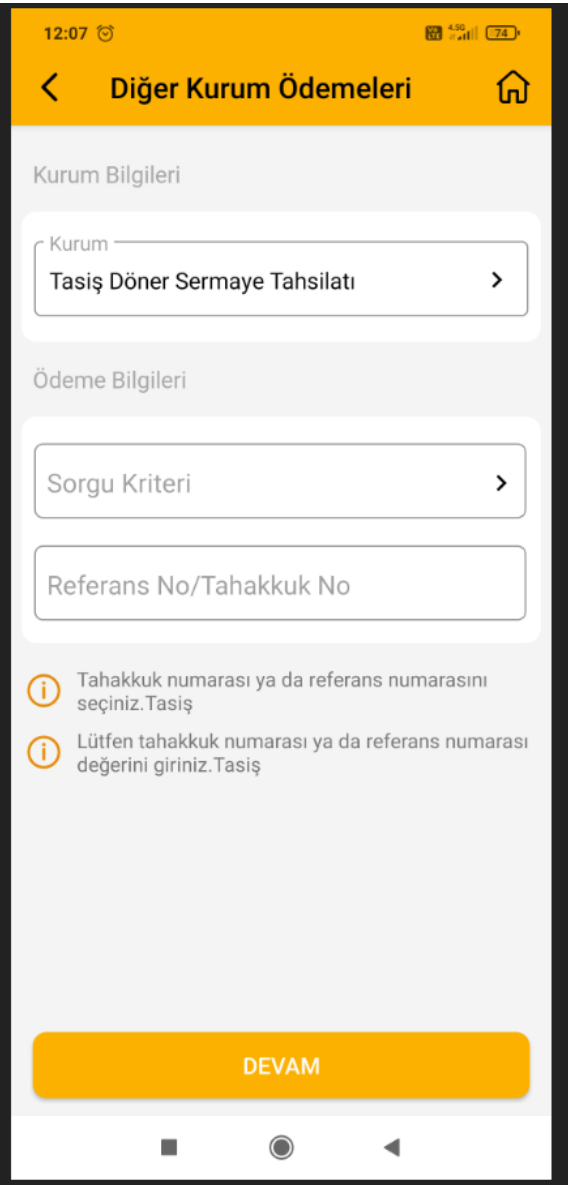 12:07
4.5G
74
Diğer Kurum Ödemeleri
Kurum Bilgileri
Kurum
Tasiş Döner Sermaye Tahsilatı
Ödeme Bilgileri
Sorgu Kriteri
Referans No/Tahakkuk No
Tahakkuk numarası ya da referans numarasını
seçiniz.Tasiş
Lütfen tahakkuk numarası ya da referans numarası
değerini giriniz.Tasiş
DEVAM